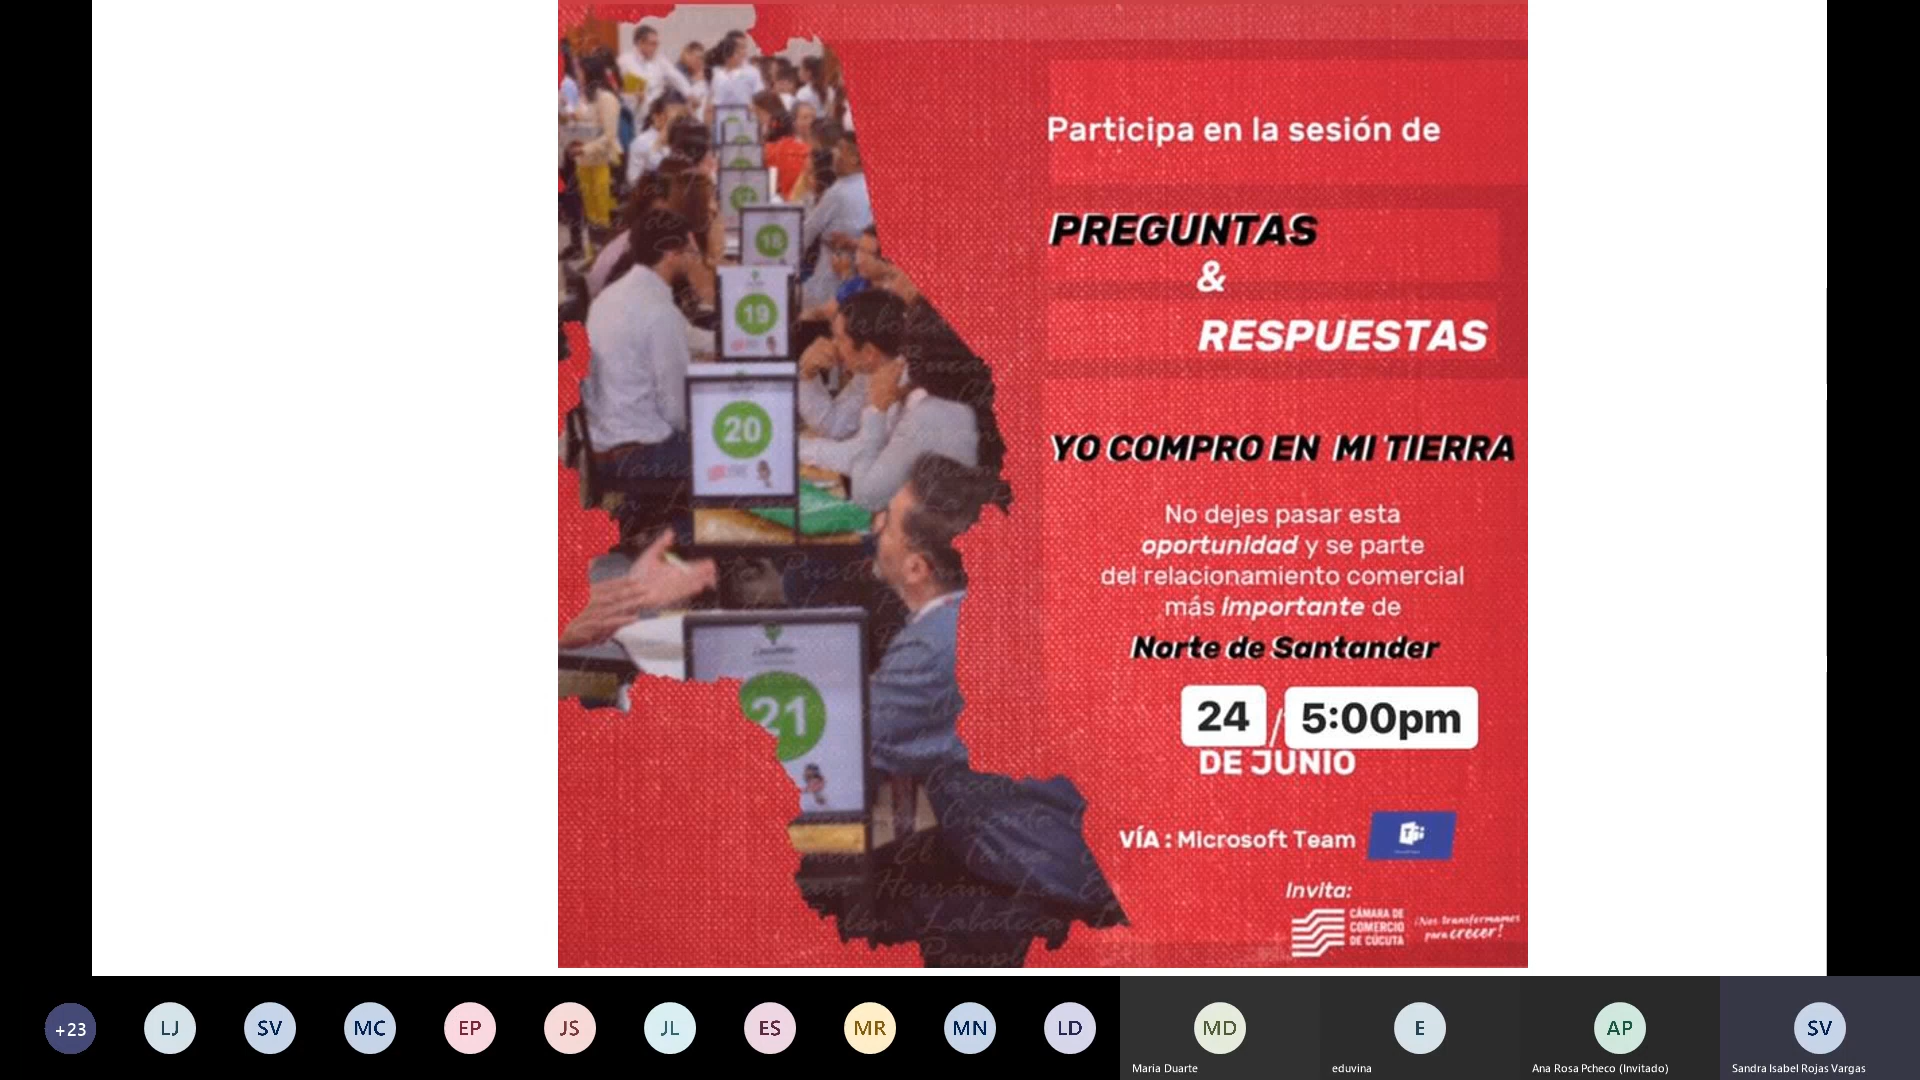 Participa en la sesión de
PREGUNTAS
&
RESPUESTAS
YO COMPRO EN MI TIERRA
No dejes pasar esta
oportunidad y se parte
del relacionamiento comercial
más importante de
Norte de Santander
24 / 5:00pm
DE JUNIO
VÍA : Microsoft Team
Invita:
CÁMARA DE
COMERCIO
DE CÚCUTA
¡Nos transformamos
para crecer!
18
19
20
21
+23
LJ
SV
MC
EP
JS
JL
ES
MR
MN
LD
MD
Maria Duarte
E
eduvina
AP
Ana Rosa Pcheco (Invitado)
SV
Sandra Isabel Rojas Vargas